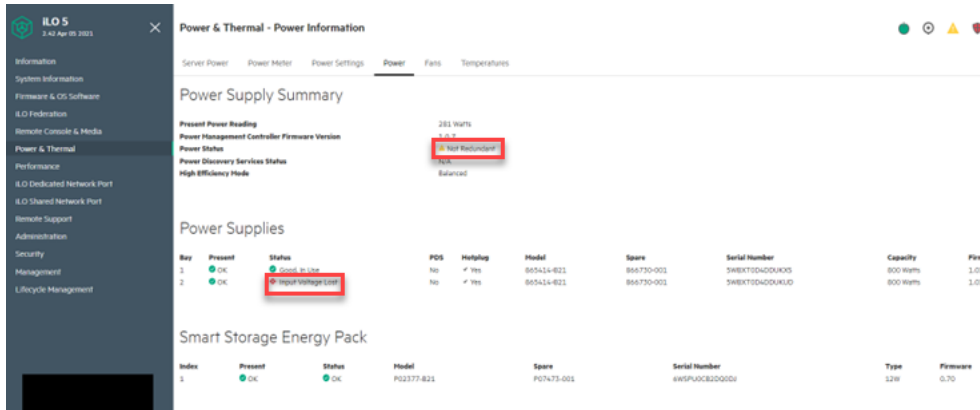 iLO 5
2.42 Apr 05 2021
Power & Thermal - Power Information
Information
System Information
Firmware & OS Software
iLO Federation
Remote Console & Media
Power & Thermal
Performance
iLO Dedicated Network Port
iLO Shared Network Port
Remote Support
Administration
Security
Management
Lifecycle Management
Server Power Power Meter Power Settings Power Fans Temperatures
Power Supply Summary
Present Power Reading 281 Watts
Power Management Controller Firmware Version 1.0.7
Power Status Not Redundant
Power Discovery Services Status N/A
High Efficiency Mode Balanced
Power Supplies
Bay Present Status PDS Hotplug Model Spare Serial Number Capacity
1 OK Good, In Use No Yes 865414-B21 866730-001 800 Watts
2 OK Input Voltage Lost No Yes 865414-B21 866730-001 800 Watts
Smart Storage Energy Pack
Index Present Status Model Spare Serial Number Type Firmware
1 OK OK P02377-B21 P07473-001 12W 0.70